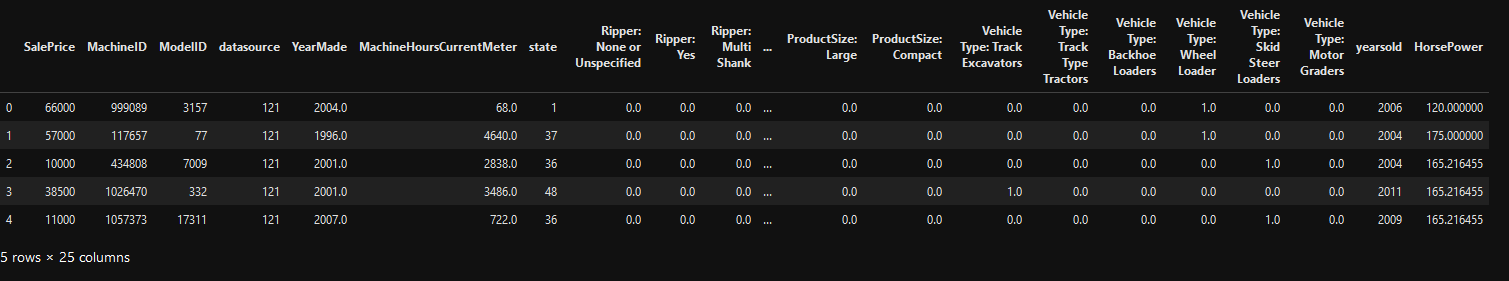 SalePrice MachineID ModelID datasource YearMade MachineHoursCurrentMeter state Ripper: None or Unspecified Ripper: Yes Ripper: Multi Shank ... ProductSize: Large ProductSize: Compact Vehicle Type: Track Excavators Vehicle Type: Track Type Tractors Vehicle Type: Backhoe Loaders Vehicle Type: Wheel Loader Vehicle Type: Skid Steer Loaders Vehicle Type: Motor Graders yearsold HorsePower
0 66000 999089 3157 121 2004.0 68.0 1 0.0 0.0 0.0 ... 0.0 0.0 0.0 0.0 0.0 1.0 0.0 0.0 2006 120.000000
1 57000 117657 77 121 1996.0 4640.0 37 0.0 0.0 0.0 ... 0.0 0.0 0.0 0.0 0.0 1.0 0.0 0.0 2004 175.000000
2 10000 434808 7009 121 2001.0 2838.0 36 0.0 0.0 0.0 ... 0.0 0.0 0.0 0.0 0.0 0.0 1.0 0.0 2004 165.216455
3 38500 1026470 332 121 2001.0 3486.0 48 0.0 0.0 0.0 ... 0.0 0.0 1.0 0.0 0.0 0.0 0.0 0.0 2011 165.216455
4 11000 1057373 17311 121 2007.0 722.0 36 0.0 0.0 0.0 ... 0.0 0.0 0.0 0.0 0.0 0.0 1.0 0.0 2009 165.216455
5 rows × 25 columns